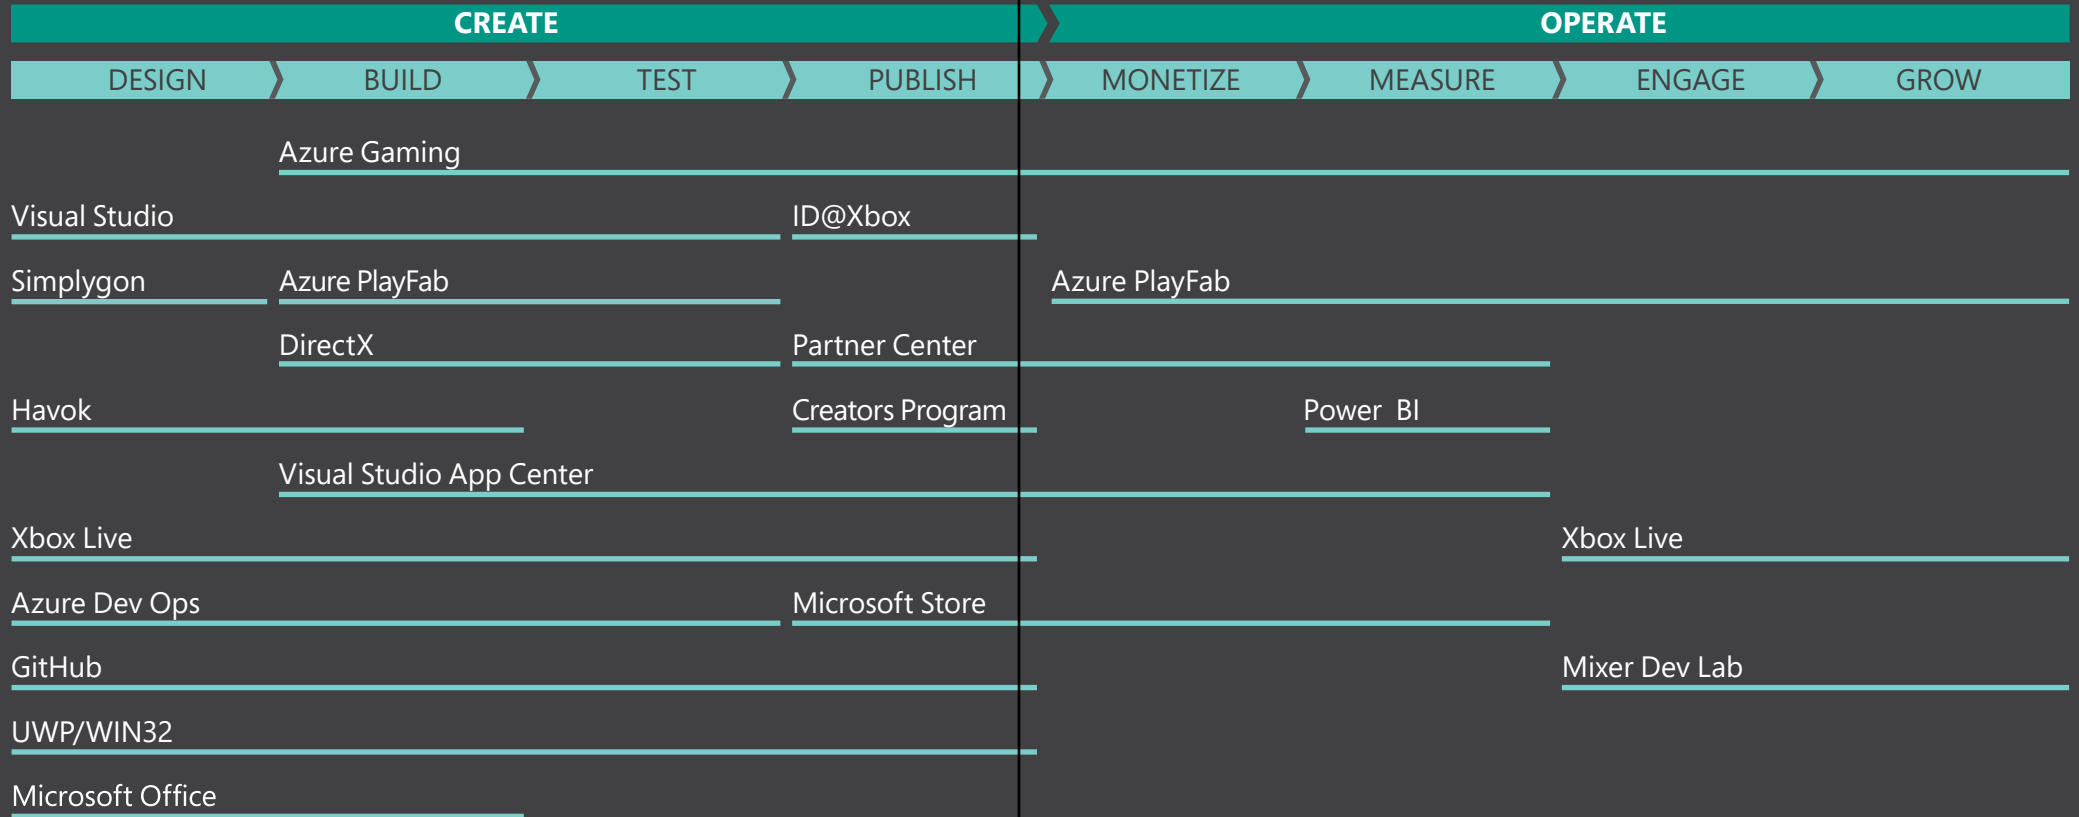 CREATE OPERATE
DESIGN BUILD TEST PUBLISH MONETIZE MEASURE ENGAGE GROW
Azure Gaming
Visual Studio ID@Xbox
Simplygon Azure PlayFab Azure PlayFab
DirectX Partner Center
Havok Creators Program Power BI
Visual Studio App Center
Xbox Live Xbox Live
Azure Dev Ops Microsoft Store
GitHub Mixer Dev Lab
UWP/WIN32
Microsoft Office